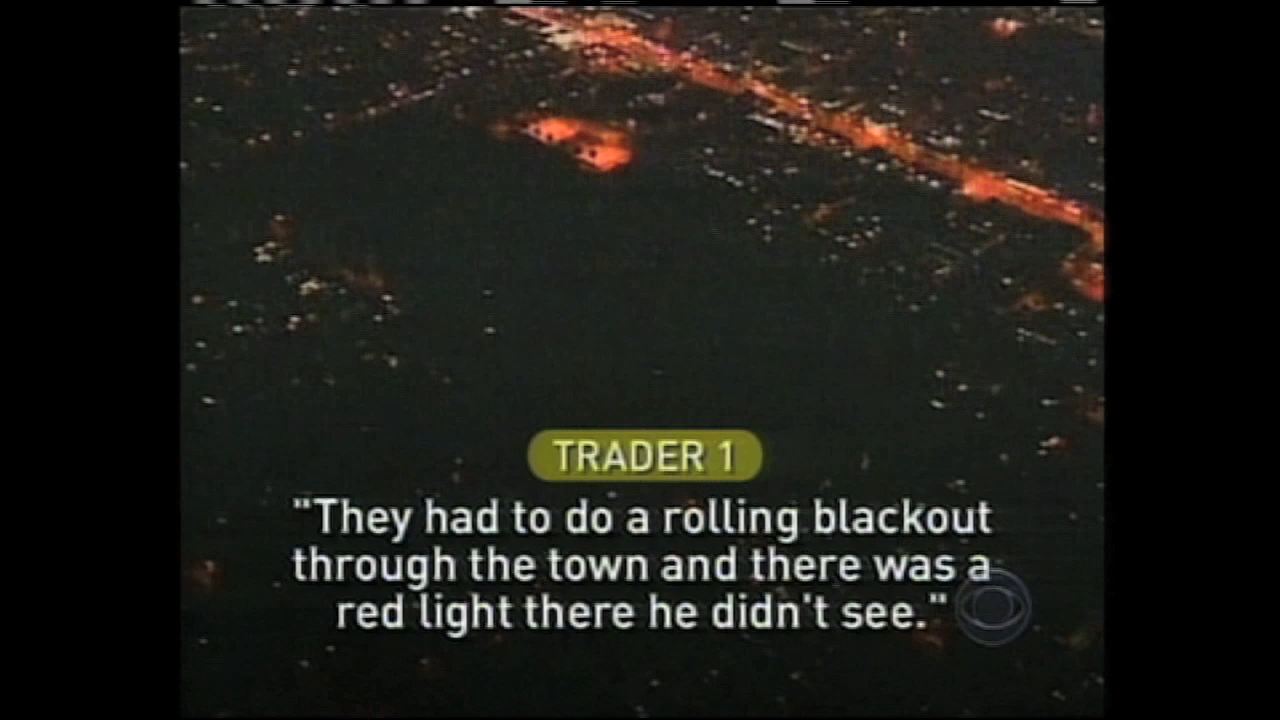 TRADER 1
"They had to do a rolling blackout
through the town and there was a
red light there he didn't see."